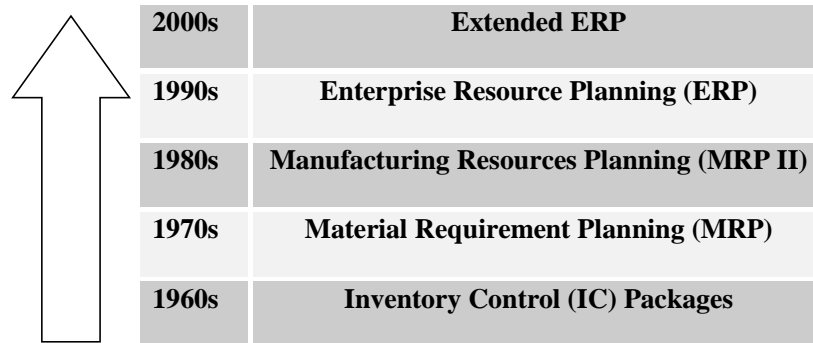 2000s Extended ERP
1990s Enterprise Resource Planning (ERP)
1980s Manufacturing Resources Planning (MRP II)
1970s Material Requirement Planning (MRP)
1960s Inventory Control (IC) Packages